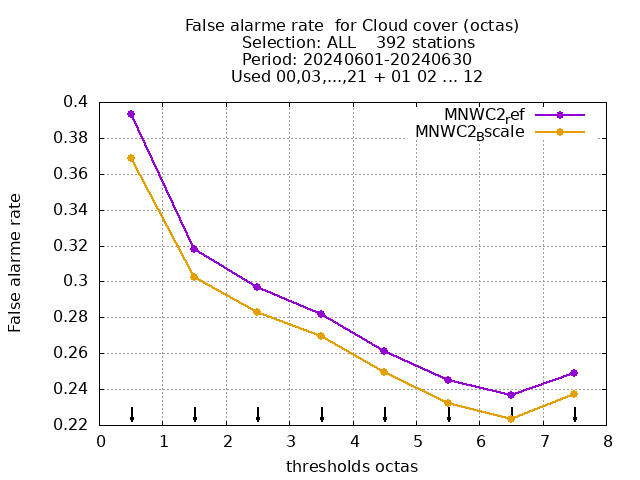 False alarme rate  for Cloud cover (octas)
Selection: ALL    392 stations
Period: 20240601-20240630
Used 00,03,...,21 + 01 02 ... 12
MNWC2ref
MNWC2Bscale
0.4
0.38
0.36
0.34
0.32
0.3
0.28
0.26
0.24
0.22
False alarme rate
0 1 2 3 4 5 6 7 8
thresholds octas